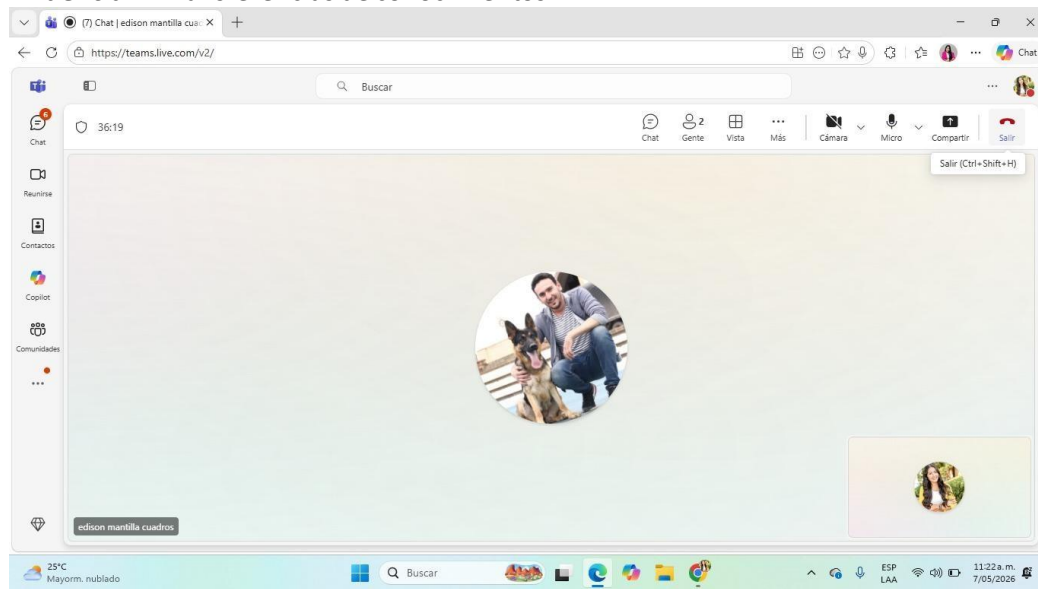 (7) Chat | edison mantilla cuac
https://teams.live.com/v2/
Chat
Buscar
6
Chat
36:19
Chat
2
Gente
Vista
Más
Cámara
Micro
Compartir
Salir
Salir (Ctrl+Shift+H)
Reunirse
Contactos
Copilot
Comunidades
edison mantilla cuadros
25°C
Mayorm. nublado
Buscar
ESP
LAA
11:22 a. m.
7/05/2026